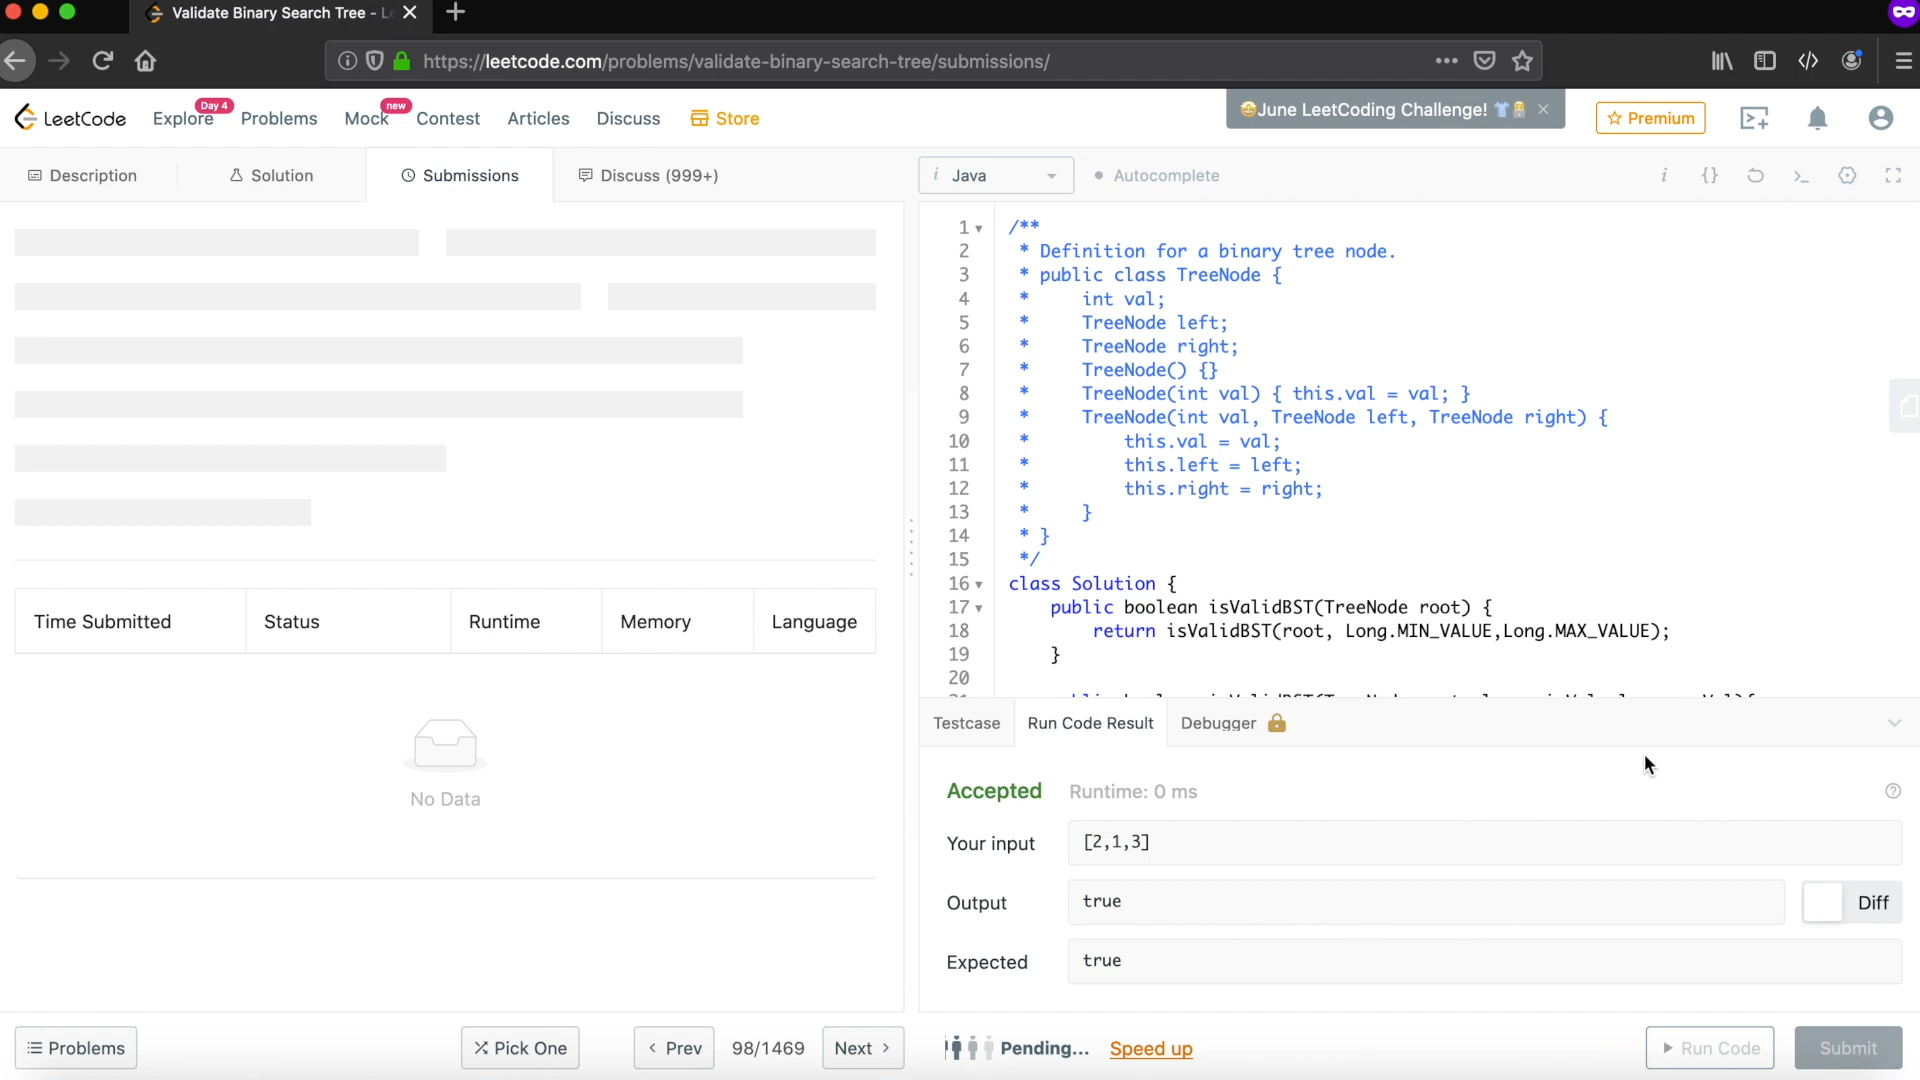 Validate Binary Search Tree - Le
https://leetcode.com/problems/validate-binary-search-tree/submissions/
LeetCode
Explore
Day 4
Problems
Mock
new
Contest
Articles
Discuss
Store
June LeetCoding Challenge!
Premium
Description
Solution
Submissions
Discuss (999+)
i Java
Autocomplete
i {} >_
1 /**
2 * Definition for a binary tree node.
3 * public class TreeNode {
4 *     int val;
5 *     TreeNode left;
6 *     TreeNode right;
7 *     TreeNode() {}
8 *     TreeNode(int val) { this.val = val; }
9 *     TreeNode(int val, TreeNode left, TreeNode right) {
10 *         this.val = val;
11 *         this.left = left;
12 *         this.right = right;
13 *     }
14 * }
15 */
16 class Solution {
17     public boolean isValidBST(TreeNode root) {
18         return isValidBST(root, Long.MIN_VALUE,Long.MAX_VALUE);
19     }
20
Time Submitted
Status
Runtime
Memory
Language
No Data
Testcase
Run Code Result
Debugger
Accepted
Runtime: 0 ms
Your input
[2,1,3]
Output
true
Diff
Expected
true
Problems
Pick One
Prev
98/1469
Next
Pending...
Speed up
Run Code
Submit